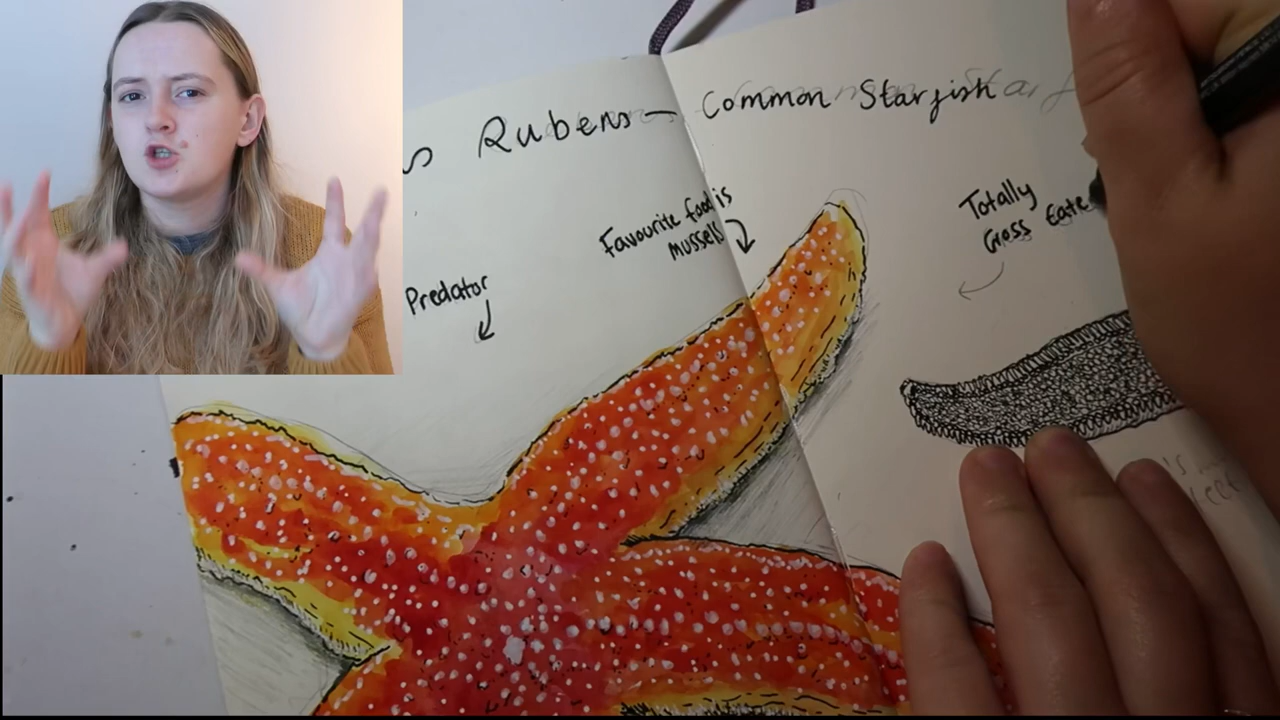 s Rubens - Common Starfish
Favourite food is
mussels
Predator
Totally
Gross Eate